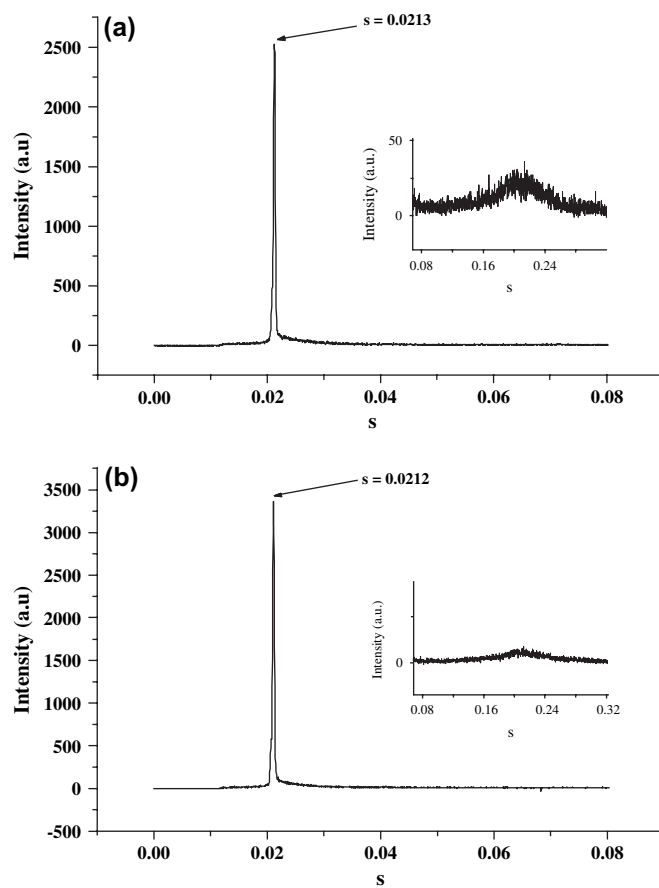 (a)
s = 0.0213
2500
2000
1500
1000
500
0
Intensity (a.u)
0.00 0.02 0.04 0.06 0.08
s
50
0
Intensity (a.u.)
0.08 0.16 0.24
s
(b)
s = 0.0212
3500
3000
2500
2000
1500
1000
500
0
-500
Intensity (a.u)
0.00 0.02 0.04 0.06 0.08
s
0
Intensity (a.u.)
0.08 0.16 0.24 0.32
s